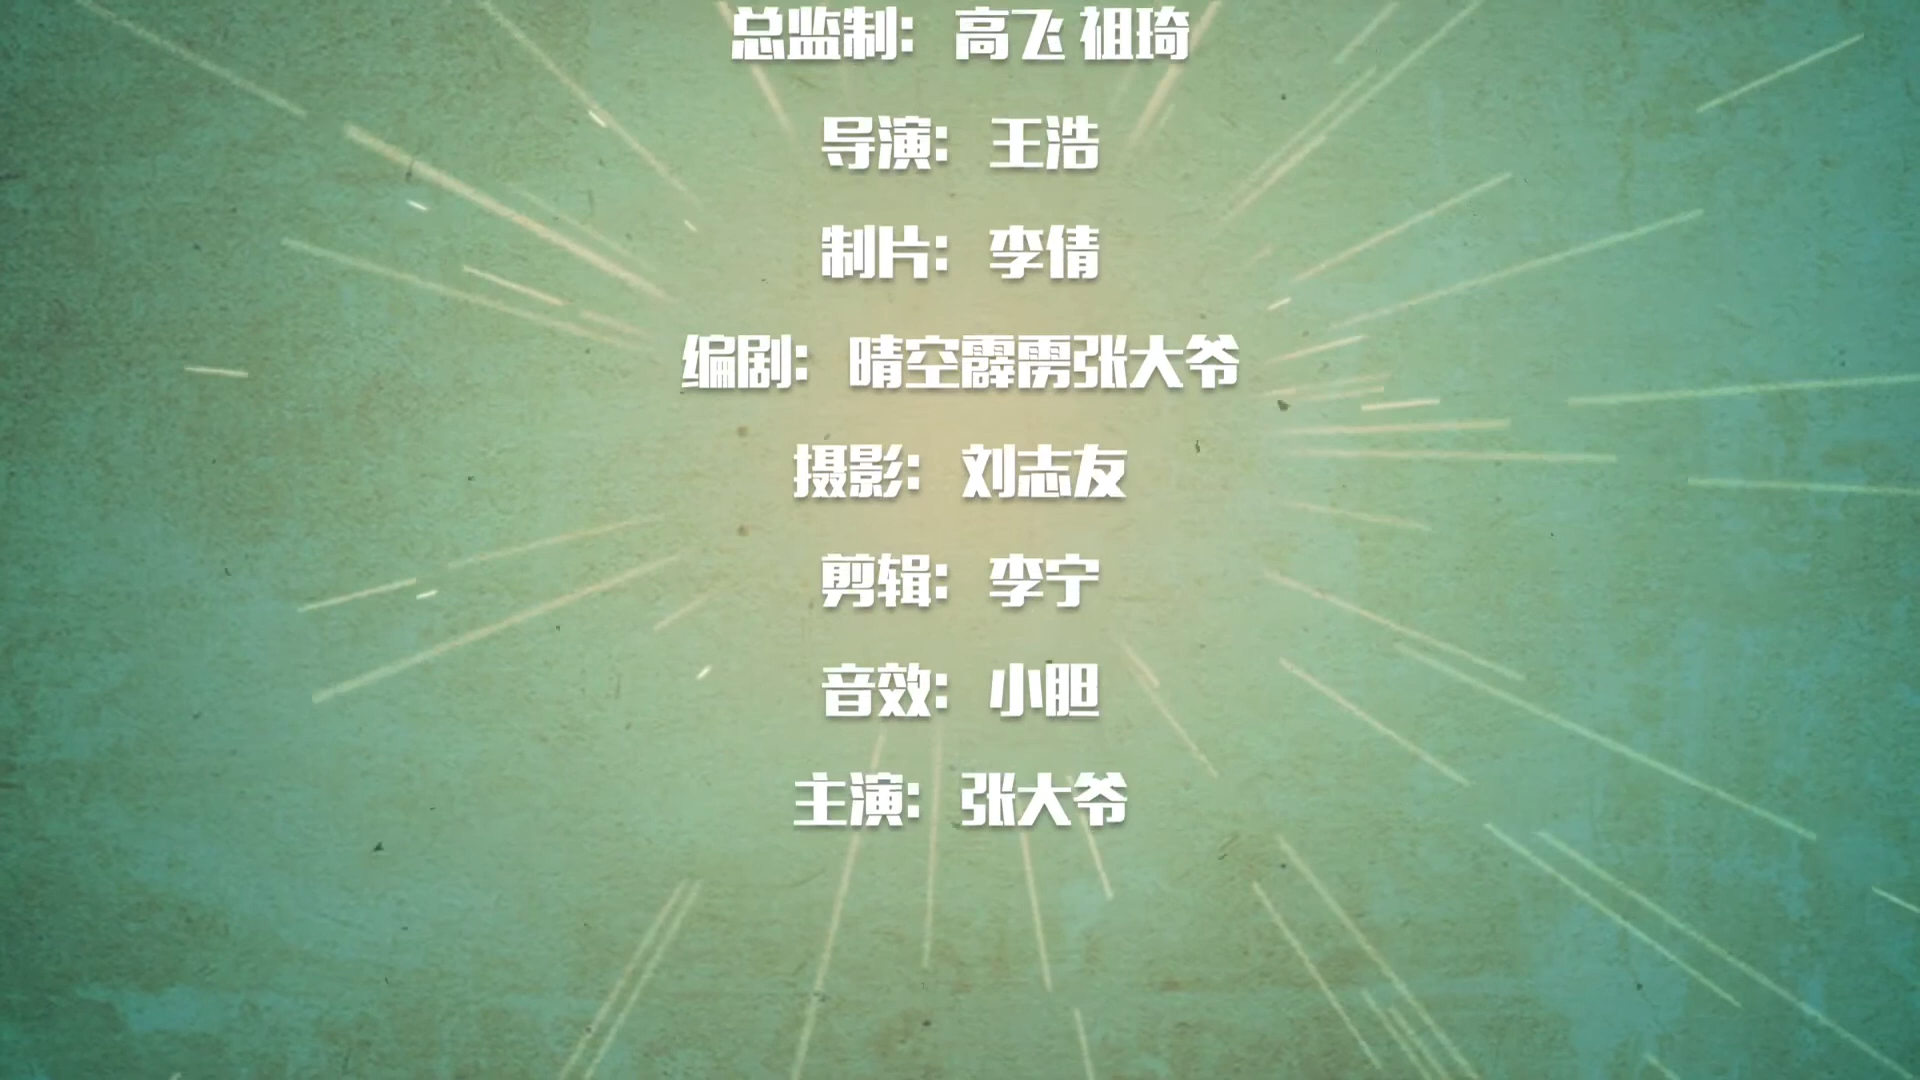 总监制：高飞 祖琦
导演：王浩
制片：李倩
编剧：晴空霹雳张大爷
摄影：刘志友
剪辑：李宁
音效：小胆
主演：张大爷